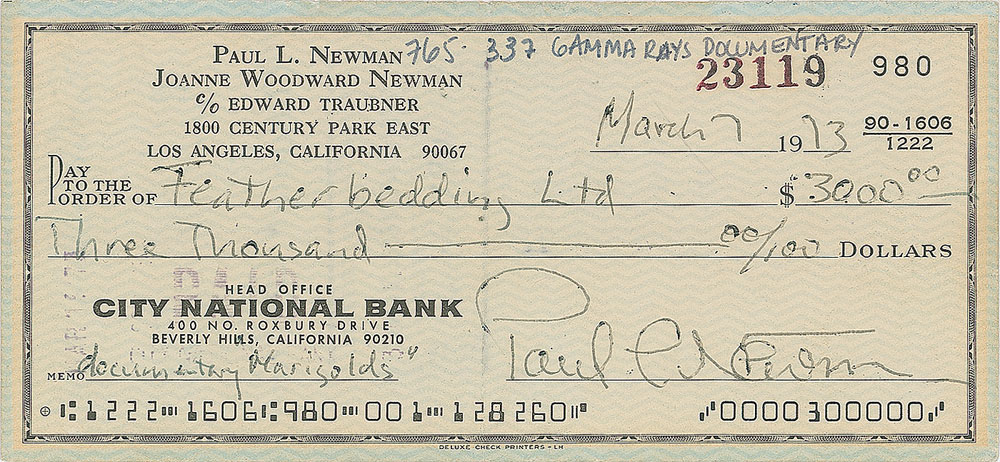 PAUL L. NEWMAN 765 337 GAMMA RAYS DOCUMENTARY
JOANNE WOODWARD NEWMAN 23119 980
c/o EDWARD TRAUBNER
1800 CENTURY PARK EAST March 7 1973 90-1606
LOS ANGELES, CALIFORNIA 90067 1222
PAY TO THE ORDER OF Featherbedding Ltd $ 3000 00
Three Thousand 00/100 DOLLARS
PAID
HEAD OFFICE
CITY NATIONAL BANK
400 NO. ROXBURY DRIVE
BEVERLY HILLS, CALIFORNIA 90210
MEMO documentary Marigolds" Paul L Newman
⑆1222⑉1606⑆980⑉001⑉128260⑈ ⑇0000300000⑇
DELUXE CHECK PRINTERS - LH